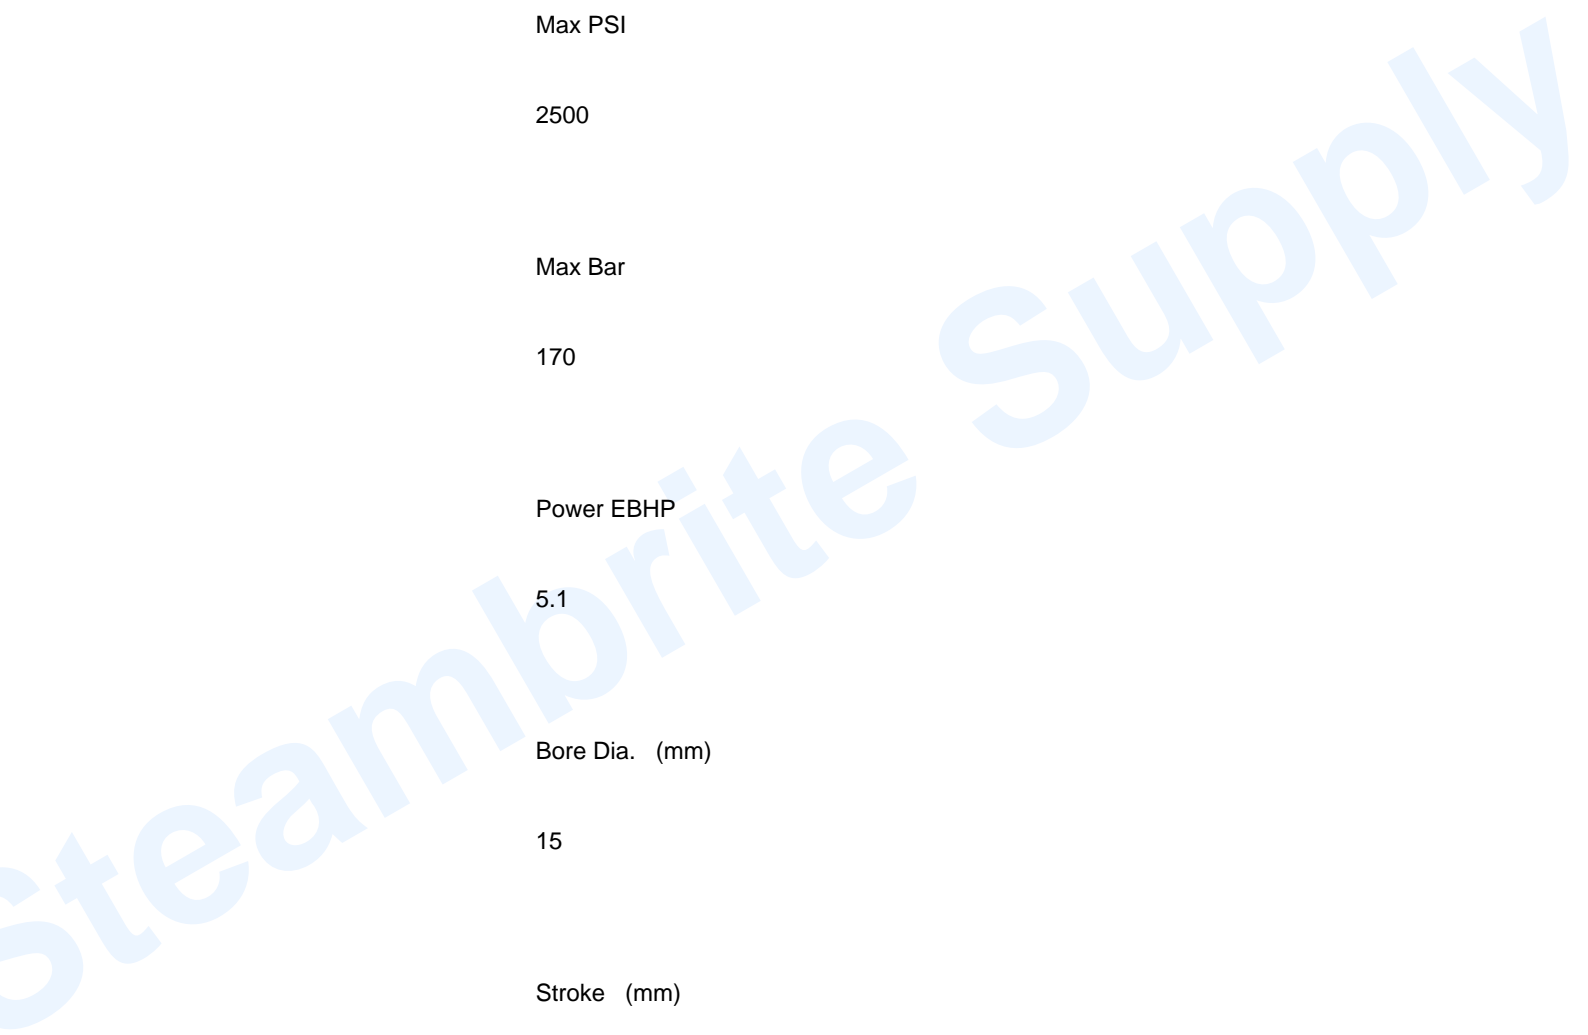 Max PSI
2500
Max Bar
170
Power EBHP
5.1
Bore Dia. (mm)
15
Stroke (mm)
Steambrite Supply